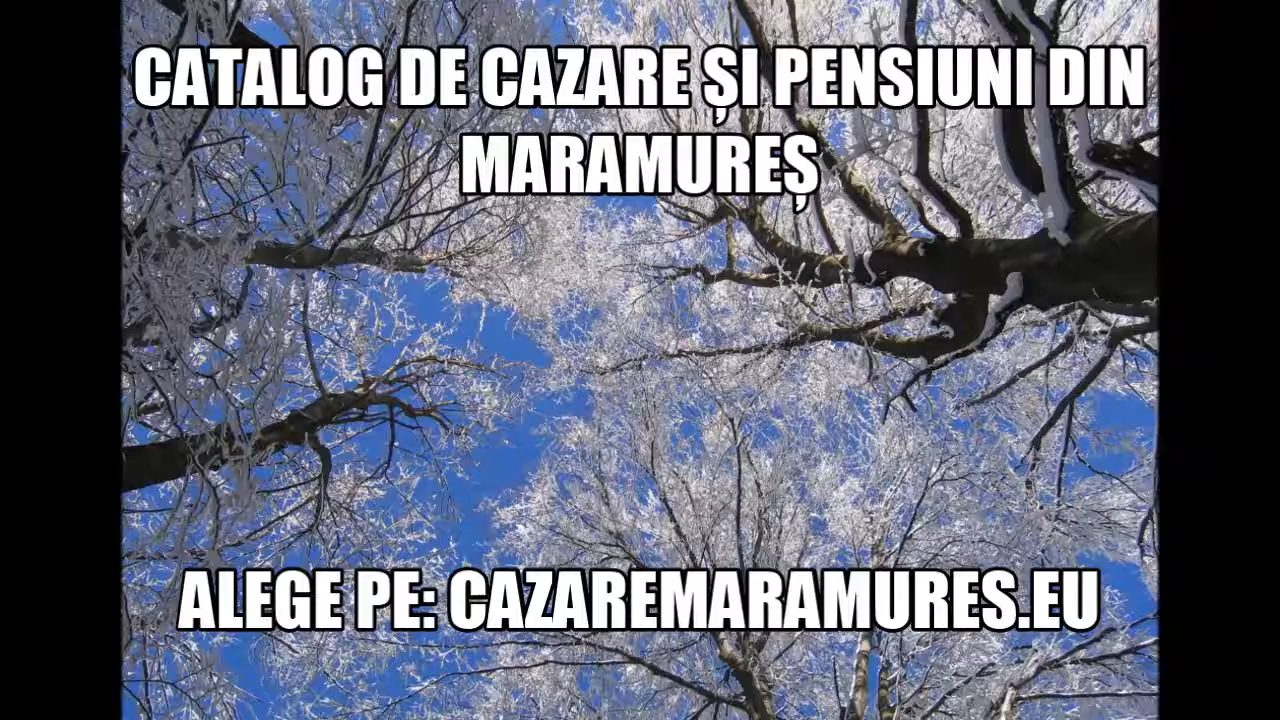 CATALOG DE CAZARE ȘI PENSIUNI DIN
MARAMUREȘ
ALEGE PE: CAZAREMARAMURES.EU